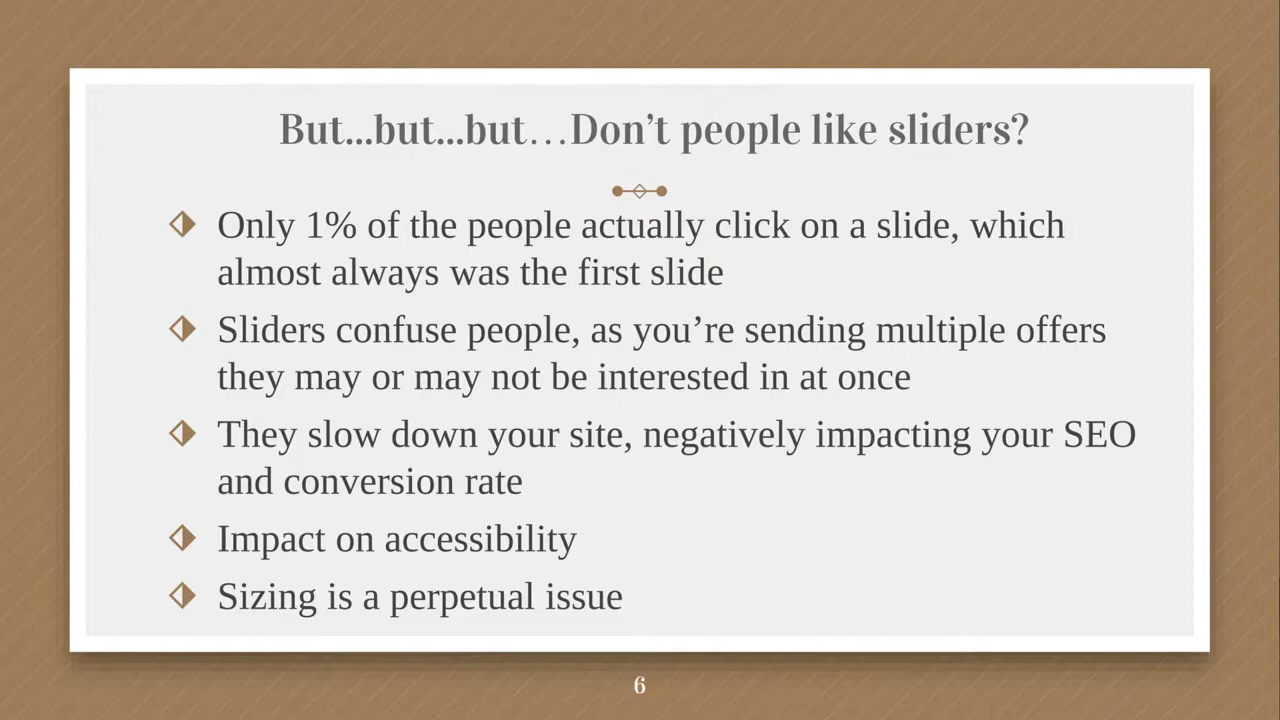 But...but...but…Don’t people like sliders?
Only 1% of the people actually click on a slide, which
almost always was the first slide
Sliders confuse people, as you’re sending multiple offers
they may or may not be interested in at once
They slow down your site, negatively impacting your SEO
and conversion rate
Impact on accessibility
Sizing is a perpetual issue
6